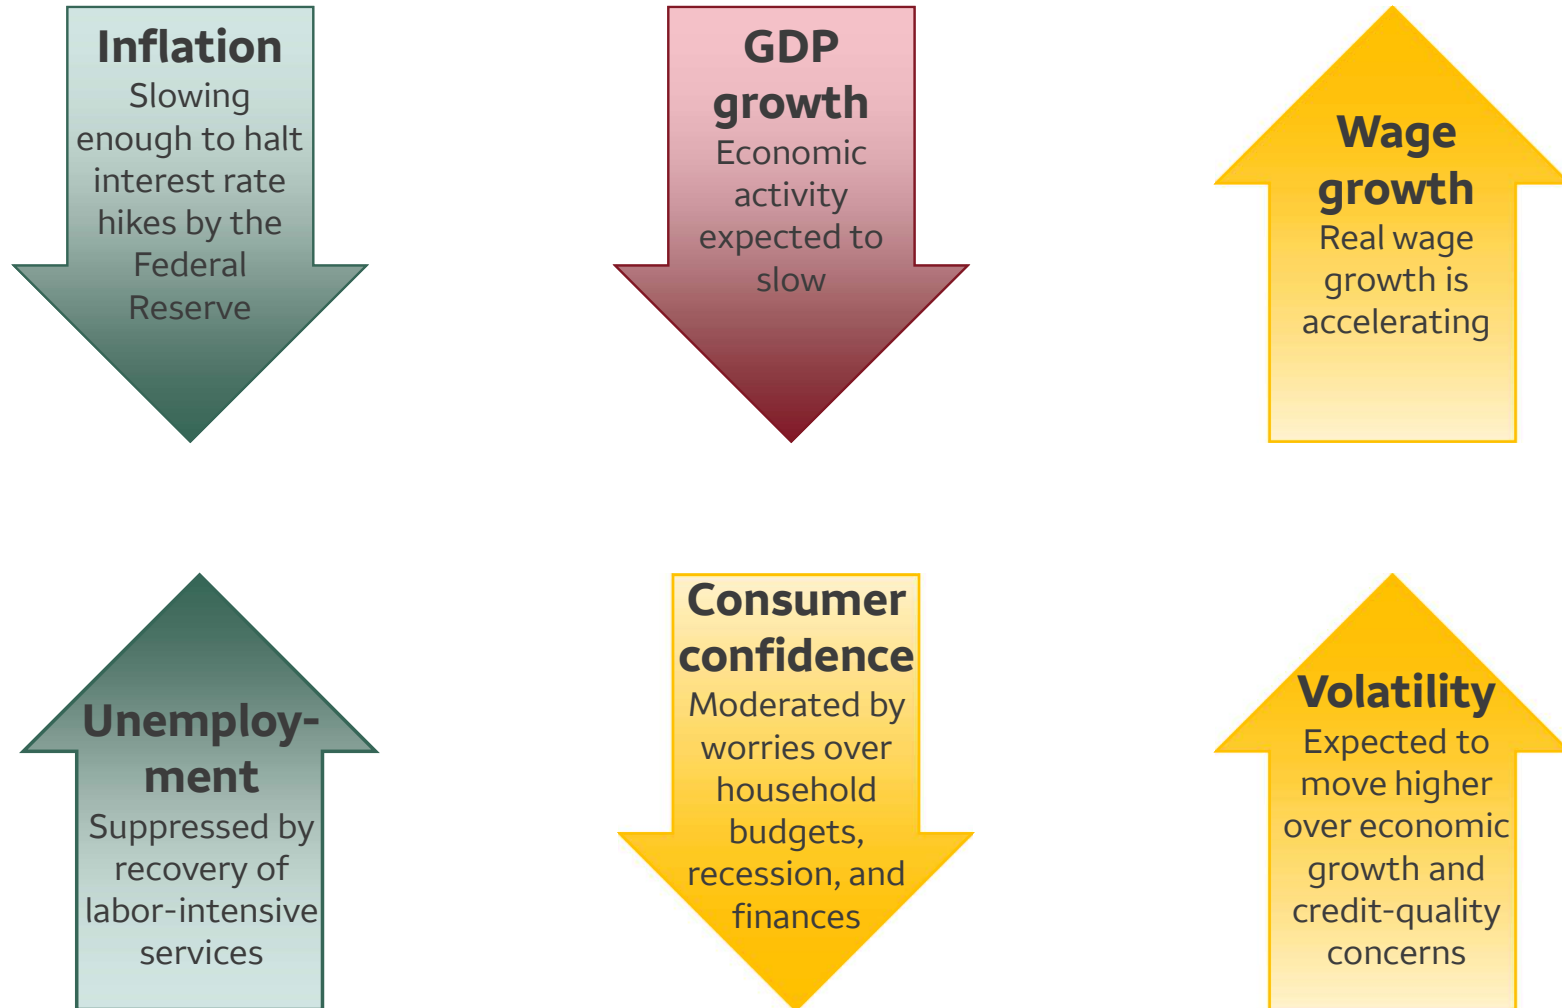 Inflation
Slowing
enough to halt
interest rate
hikes by the
Federal
Reserve
GDP
growth
Economic
activity
expected to
slow
Wage
growth
Real wage
growth is
accelerating
Unemploy-
ment
Suppressed by
recovery of
labor-intensive
services
Consumer
confidence
Moderated by
worries over
household
budgets,
recession, and
finances
Volatility
Expected to
move higher
over economic
growth and
credit-quality
concerns